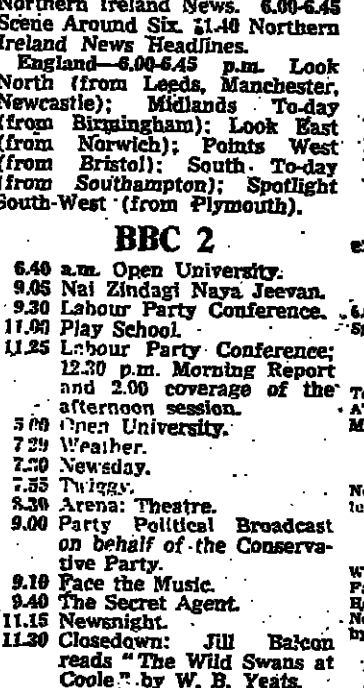 Northern Ireland News. 6.00-6.45
Scene Around Six. 11.40 Northern
Ireland News Headlines.
England—6.00-6.45 p.m. Look
North (from Leeds, Manchester,
Newcastle); Midlands To-day
(from Birmingham); Look East
(from Norwich); Points West
(from Bristol); South To-day
(from Southampton); Spotlight
South-West (from Plymouth).
BBC 2
6.40 a.m. Open University.
9.05 Nai Zindagi Naya Jeevan.
9.30 Labour Party Conference.
11.00 Play School.
11.25 Labour Party Conference;
12.30 p.m. Morning Report
and 2.00 coverage of the
afternoon session.
5.00 Open University.
Weather.
Newsday.
7.55 Twiggy.
8.30 Arena: Theatre.
9.00 Party Political Broadcast
on behalf of the Conserva-
tive Party.
9.10 Face the Music.
9.40 The Secret Agent.
11.15 Newsnight.
11.30 Closedown: Jill Balcon
reads "The Wild Swans at
Coole" by W. B. Yeats.